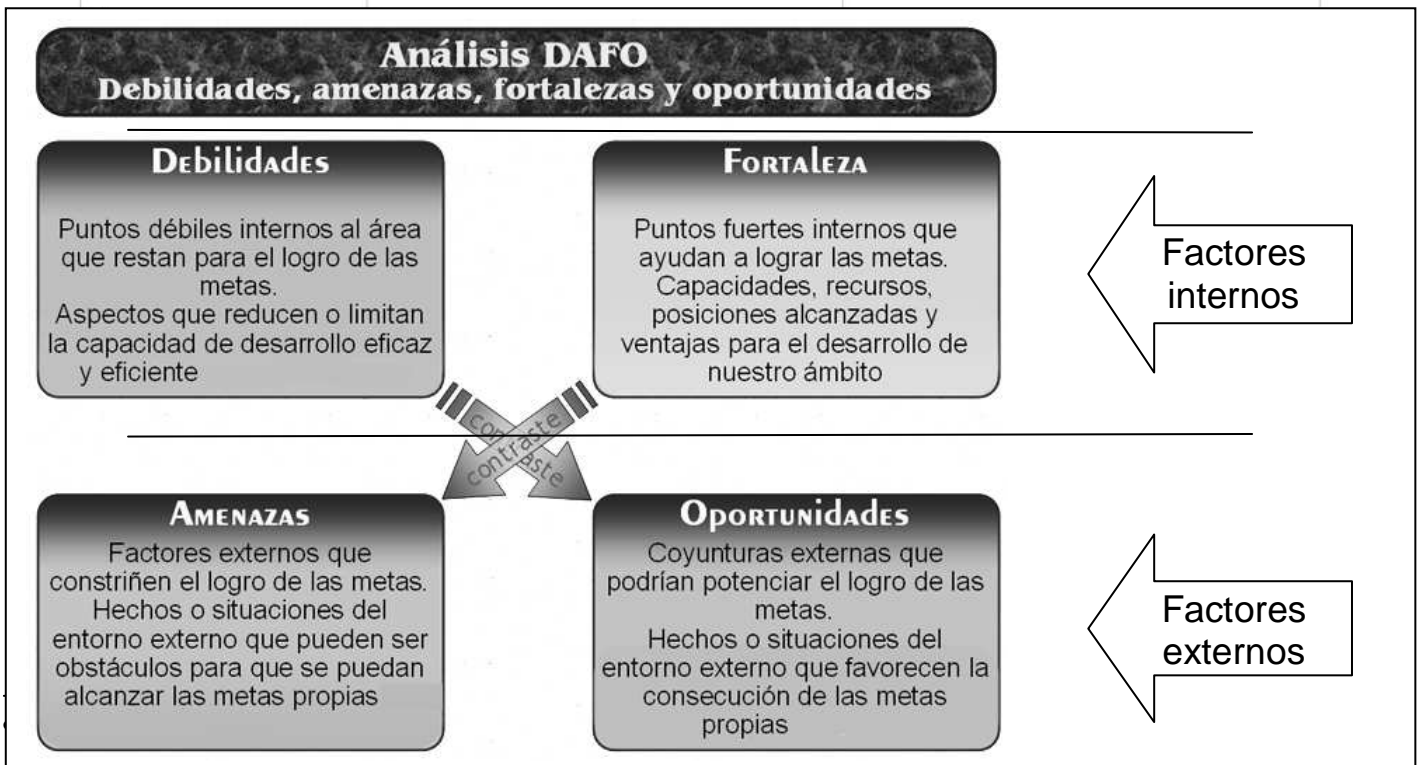 Análisis DAFO
Debilidades, amenazas, fortalezas y oportunidades
Debilidades
Puntos débiles internos al área
que restan para el logro de las
metas.
Aspectos que reducen o limitan
la capacidad de desarrollo eficaz
y eficiente
Fortaleza
Puntos fuertes internos que
ayudan a lograr las metas.
Capacidades, recursos,
posiciones alcanzadas y
ventajas para el desarrollo de
nuestro ámbito
Factores
internos
contraste
contraste
Amenazas
Factores externos que
constriñen el logro de las metas.
Hechos o situaciones del
entorno externo que pueden ser
obstáculos para que se puedan
alcanzar las metas propias
Oportunidades
Coyunturas externas que
podrían potenciar el logro de las
metas.
Hechos o situaciones del
entorno externo que favorecen la
consecución de las metas
propias
Factores
externos